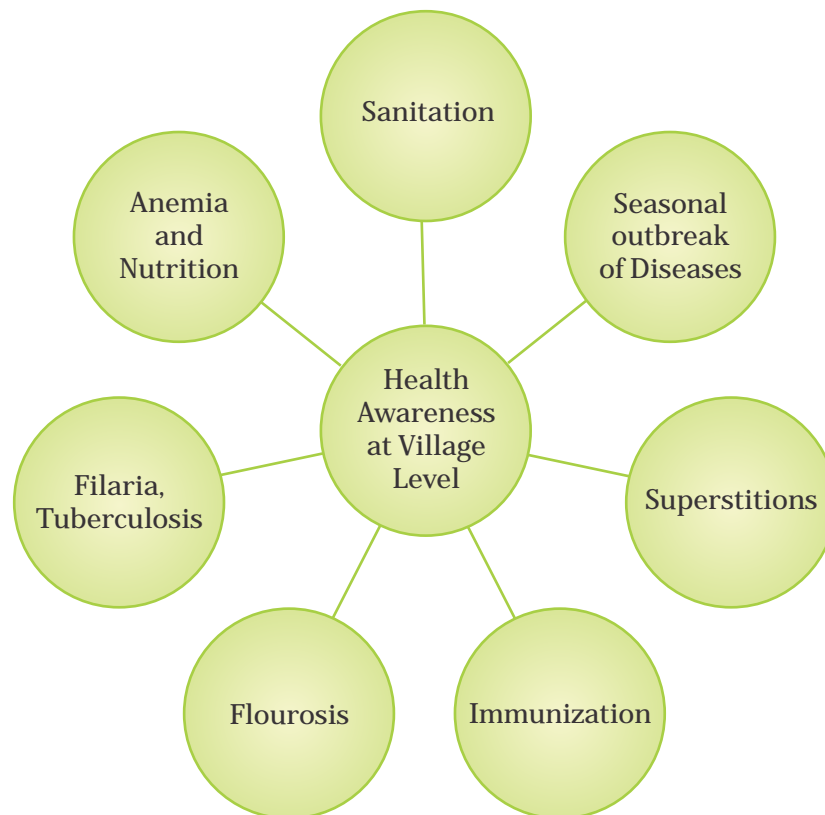 Sanitation
Anemia
and
Nutrition
Seasonal
outbreak
of Diseases
Health
Awareness
at Village
Level
Filaria,
Tuberculosis
Superstitions
Flourosis
Immunization